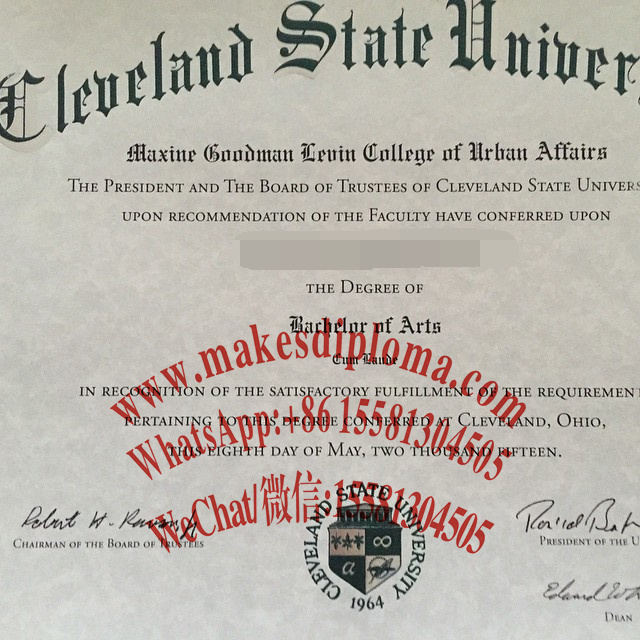 Cleveland State Univer
Maxine Goodman Levin College of Urban Affairs
THE PRESIDENT AND THE BOARD OF TRUSTEES OF CLEVELAND STATE UNIVERS
UPON RECOMMENDATION OF THE FACULTY HAVE CONFERRED UPON
THE DEGREE OF
Bachelor of Arts
Cum Laude
www.makesdiploma.com
IN RECOGNITION OF THE SATISFACTORY FULFILLMENT OF THE REQUIREMENT
PERTAINING TO THIS DEGREE CONFERRED AT CLEVELAND, OHIO,
WhatsApp:+86 15581304505
THIS EIGHTH DAY OF MAY, TWO THOUSAND FIFTEEN.
WeChat/微信:15581304505
Robert H.
CHAIRMAN OF THE BOARD OF TRUSTEES
CLEVELAND STATE UNIVERSITY
1964
PRESIDENT OF THE U
DEAN